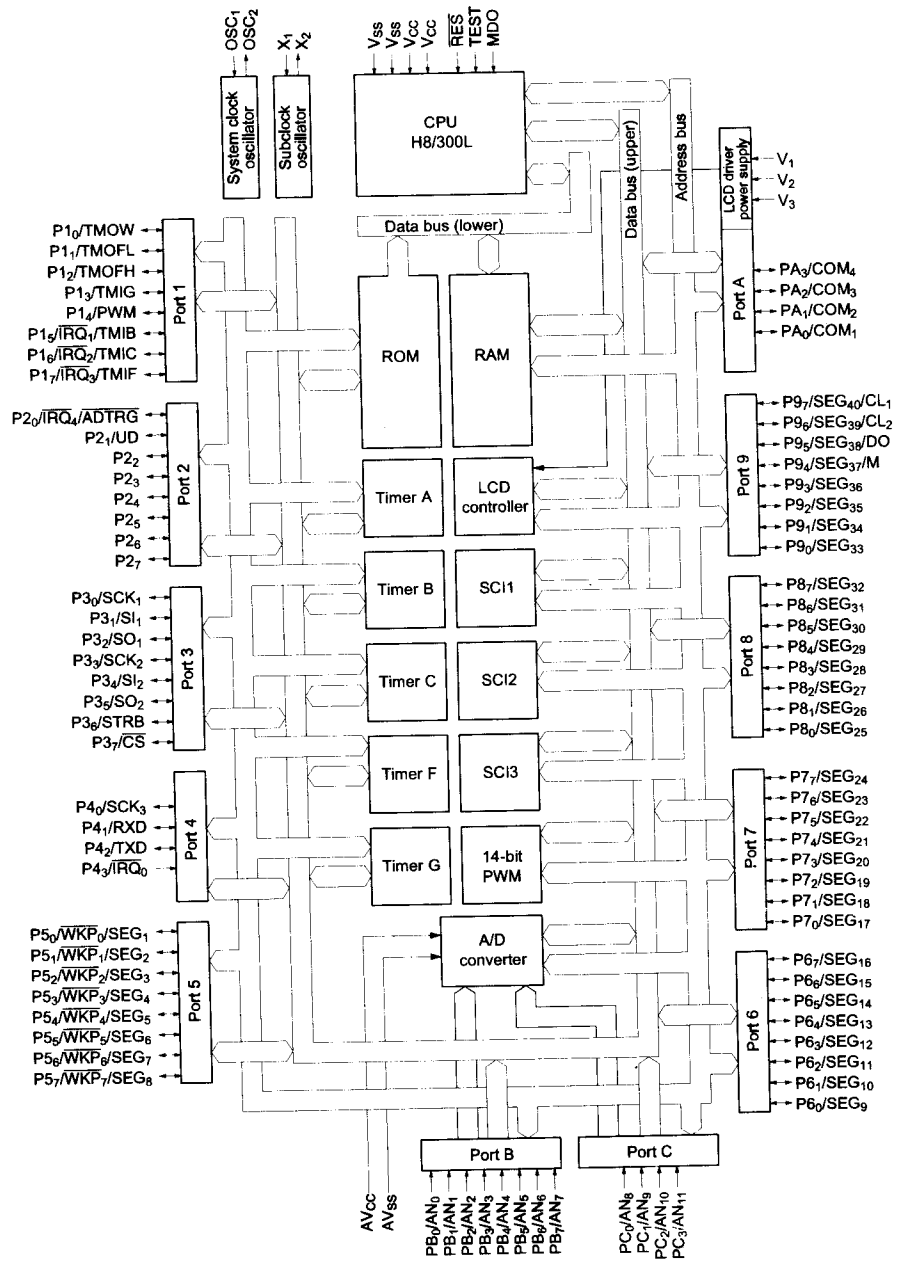 OSC₁
OSC₂
X₁
X₂
VSS
VSS
VCC
VCC
RES
TEST
MDO
System clock
oscillator
Subclock
oscillator
CPU
H8/300L
Data bus (lower)
Data bus (upper)
Address bus
LCD driver
power supply
V₁
V₂
V₃
P1₀/TMOW
P1₁/TMOFL
P1₂/TMOFH
P1₃/TMIG
P1₄/PWM
P1₅/IRQ₁/TMIB
P1₆/IRQ₂/TMIC
P1₇/IRQ₃/TMIF
Port 1
P2₀/IRQ₄/ADTRG
P2₁/UD
P2₂
P2₃
P2₄
P2₅
P2₆
P2₇
Port 2
P3₀/SCK₁
P3₁/SI₁
P3₂/SO₁
P3₃/SCK₂
P3₄/SI₂
P3₅/SO₂
P3₆/STRB
P3₇/CS
Port 3
P4₀/SCK₃
P4₁/RXD
P4₂/TXD
P4₃/IRQ₀
Port 4
P5₀/WKP₀/SEG₁
P5₁/WKP₁/SEG₂
P5₂/WKP₂/SEG₃
P5₃/WKP₃/SEG₄
P5₄/WKP₄/SEG₅
P5₅/WKP₅/SEG₆
P5₆/WKP₆/SEG₇
P5₇/WKP₇/SEG₈
Port 5
ROM
RAM
Timer A
LCD
controller
Timer B
SCI1
Timer C
SCI2
Timer F
SCI3
Timer G
14-bit
PWM
A/D
converter
Port A
PA₃/COM₄
PA₂/COM₃
PA₁/COM₂
PA₀/COM₁
Port 9
P9₇/SEG₄₀/CL₁
P9₆/SEG₃₉/CL₂
P9₅/SEG₃₈/DO
P9₄/SEG₃₇/M
P9₃/SEG₃₆
P9₂/SEG₃₅
P9₁/SEG₃₄
P9₀/SEG₃₃
Port 8
P8₇/SEG₃₂
P8₆/SEG₃₁
P8₅/SEG₃₀
P8₄/SEG₂₉
P8₃/SEG₂₈
P8₂/SEG₂₇
P8₁/SEG₂₆
P8₀/SEG₂₅
Port 7
P7₇/SEG₂₄
P7₆/SEG₂₃
P7₅/SEG₂₂
P7₄/SEG₂₁
P7₃/SEG₂₀
P7₂/SEG₁₉
P7₁/SEG₁₈
P7₀/SEG₁₇
Port 6
P6₇/SEG₁₆
P6₆/SEG₁₅
P6₅/SEG₁₄
P6₄/SEG₁₃
P6₃/SEG₁₂
P6₂/SEG₁₁
P6₁/SEG₁₀
P6₀/SEG₉
Port B
Port C
AVCC
AVSS
PB₀/AN₀
PB₁/AN₁
PB₂/AN₂
PB₃/AN₃
PB₄/AN₄
PB₅/AN₅
PB₆/AN₆
PB₇/AN₇
PC₀/AN₈
PC₁/AN₉
PC₂/AN₁₀
PC₃/AN₁₁